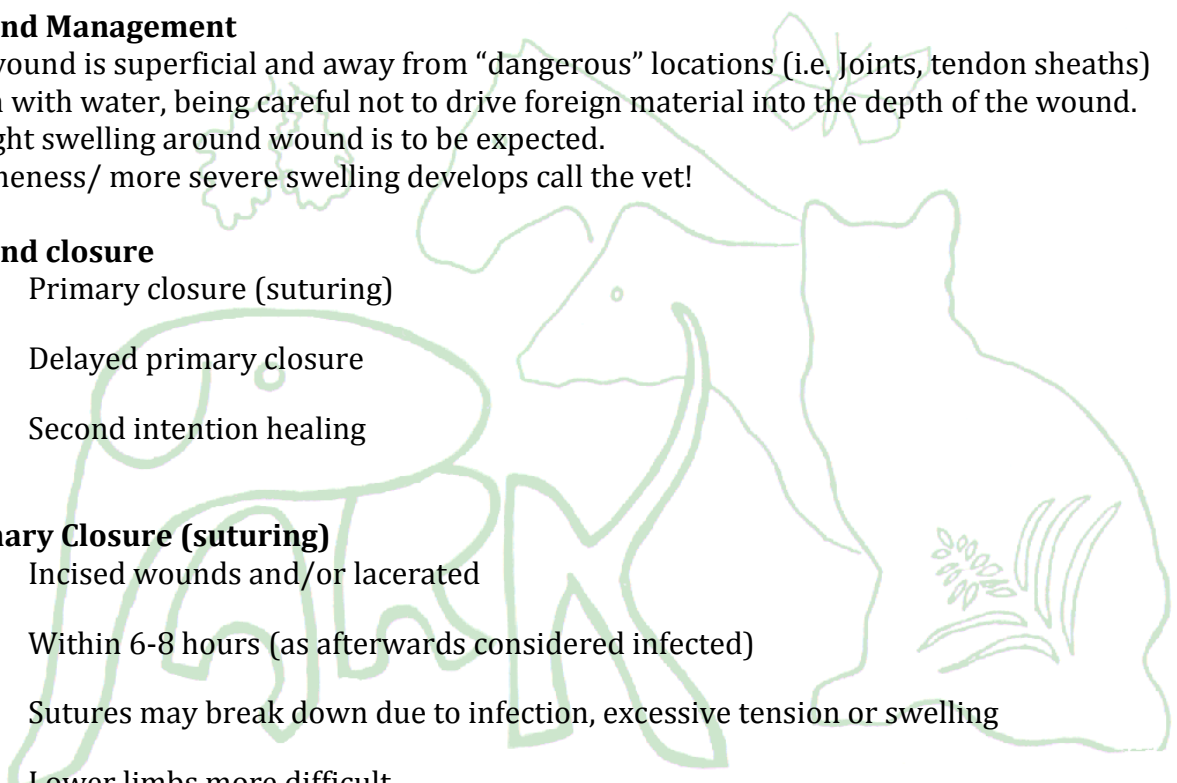 nd Management
wound is superficial and away from “dangerous” locations (i.e. Joints, tendon sheaths)
with water, being careful not to drive foreign material into the depth of the wound.
ght swelling around wound is to be expected.
meness/ more severe swelling develops call the vet!
nd closure
Primary closure (suturing)
Delayed primary closure
Second intention healing
ary Closure (suturing)
Incised wounds and/or lacerated
Within 6-8 hours (as afterwards considered infected)
Sutures may break down due to infection, excessive tension or swelling
Lower limbs more difficult